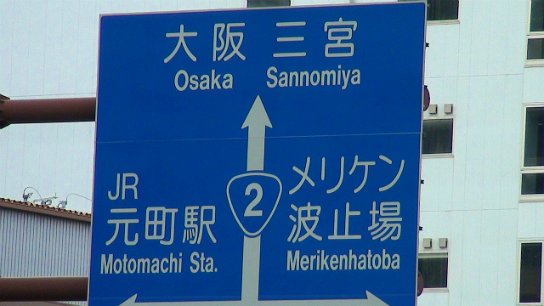 大阪 三宮
Osaka Sannomiya
JR
元町駅
Motomachi Sta.
2
メリケン
波止場
Merikenhatoba